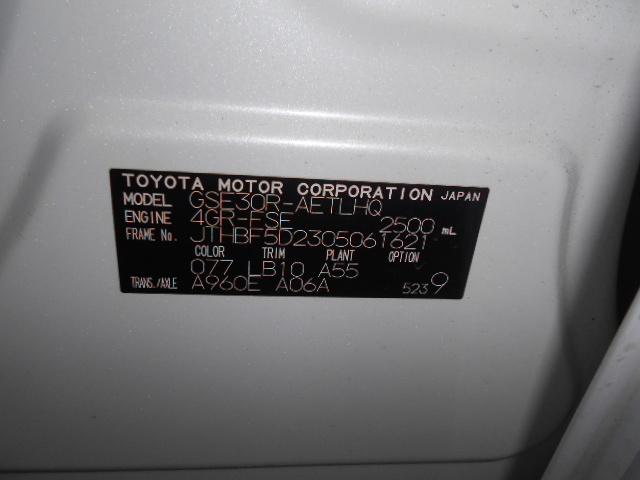 TOYOTA MOTOR CORPORATION JAPAN
MODEL GSE30R-AETLHQ
ENGINE 4GR-FSE 2500 mL
FRAME No. JTHBF5D2305061621
COLOR TRIM PLANT OPTION
077 LB10 A55
TRANS./AXLE A960E A06A 5239